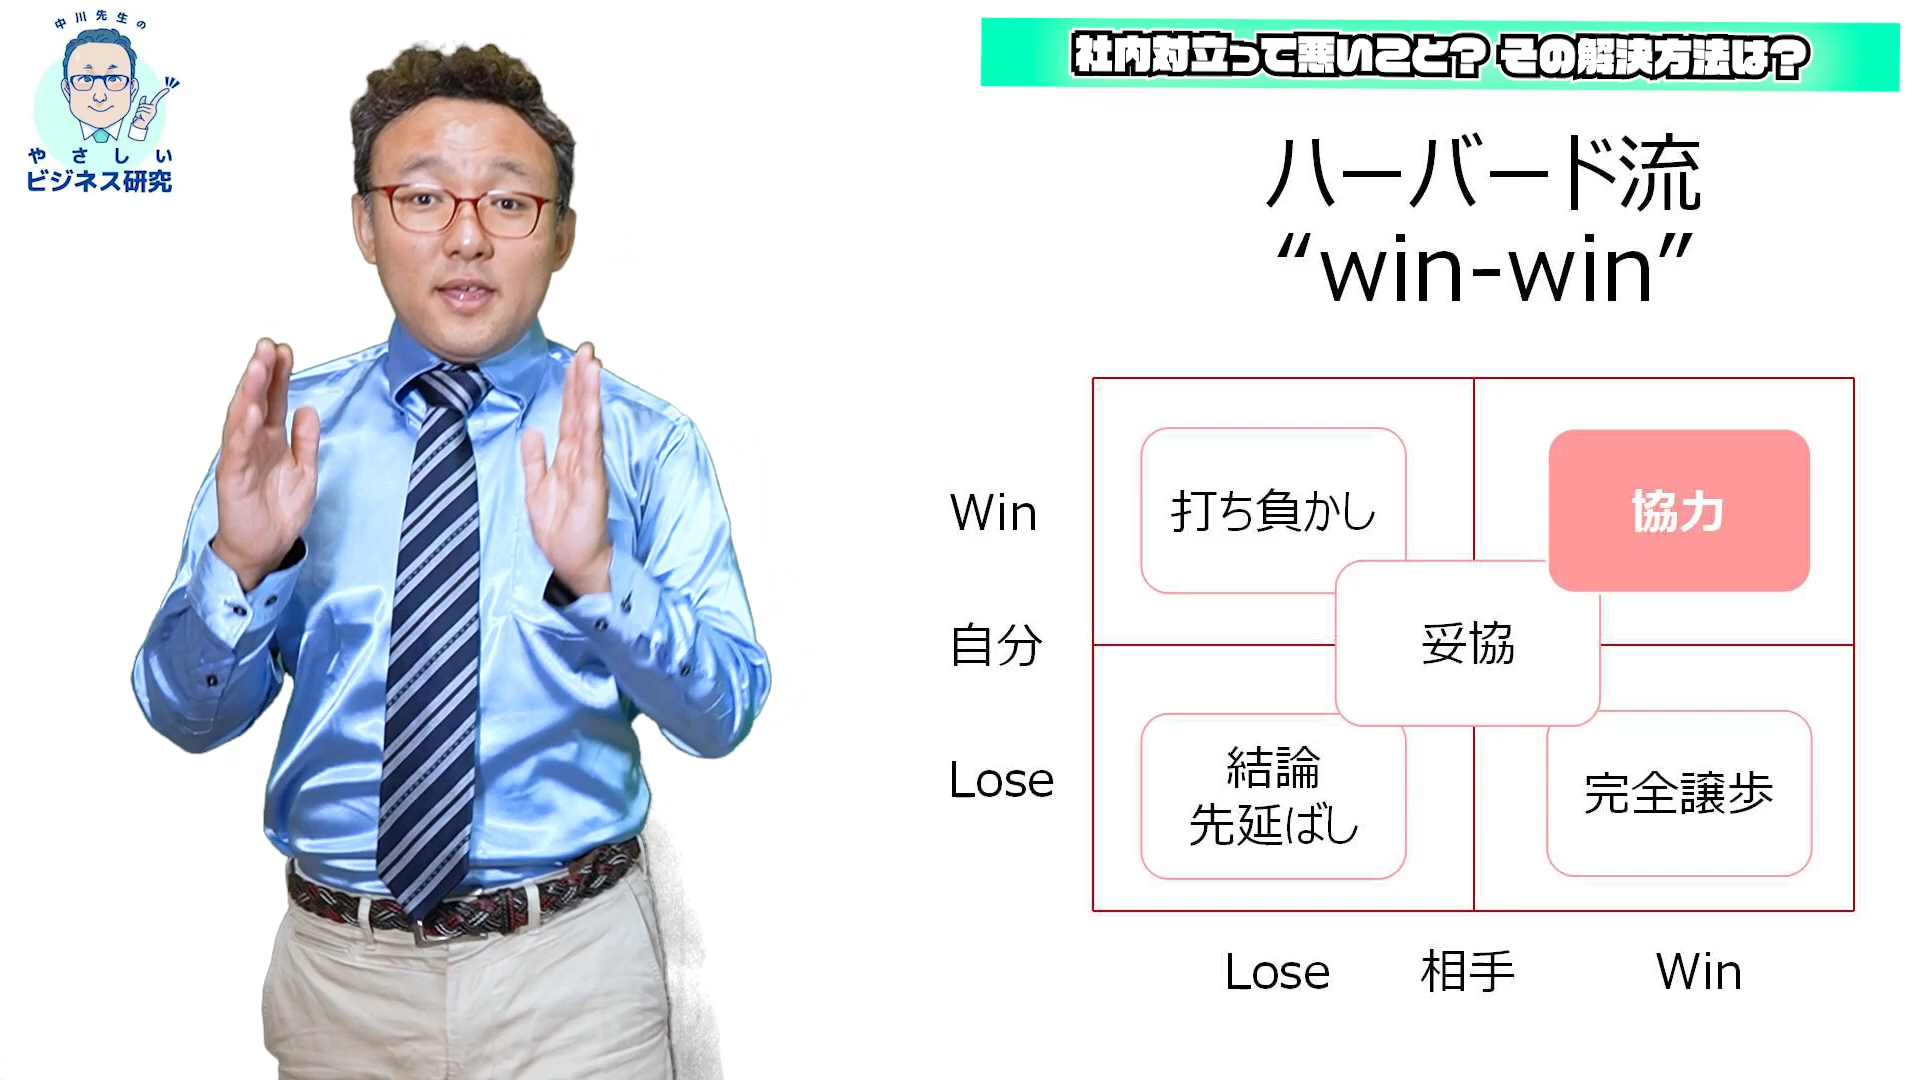 中川先生の
やさしい
ビジネス研究
社内対立って悪いこと？その解決方法は？
ハーバード流
“win-win”
打ち負かし
協力
Win
妥協
自分
結論
先延ばし
完全譲歩
Lose
Lose
相手
Win